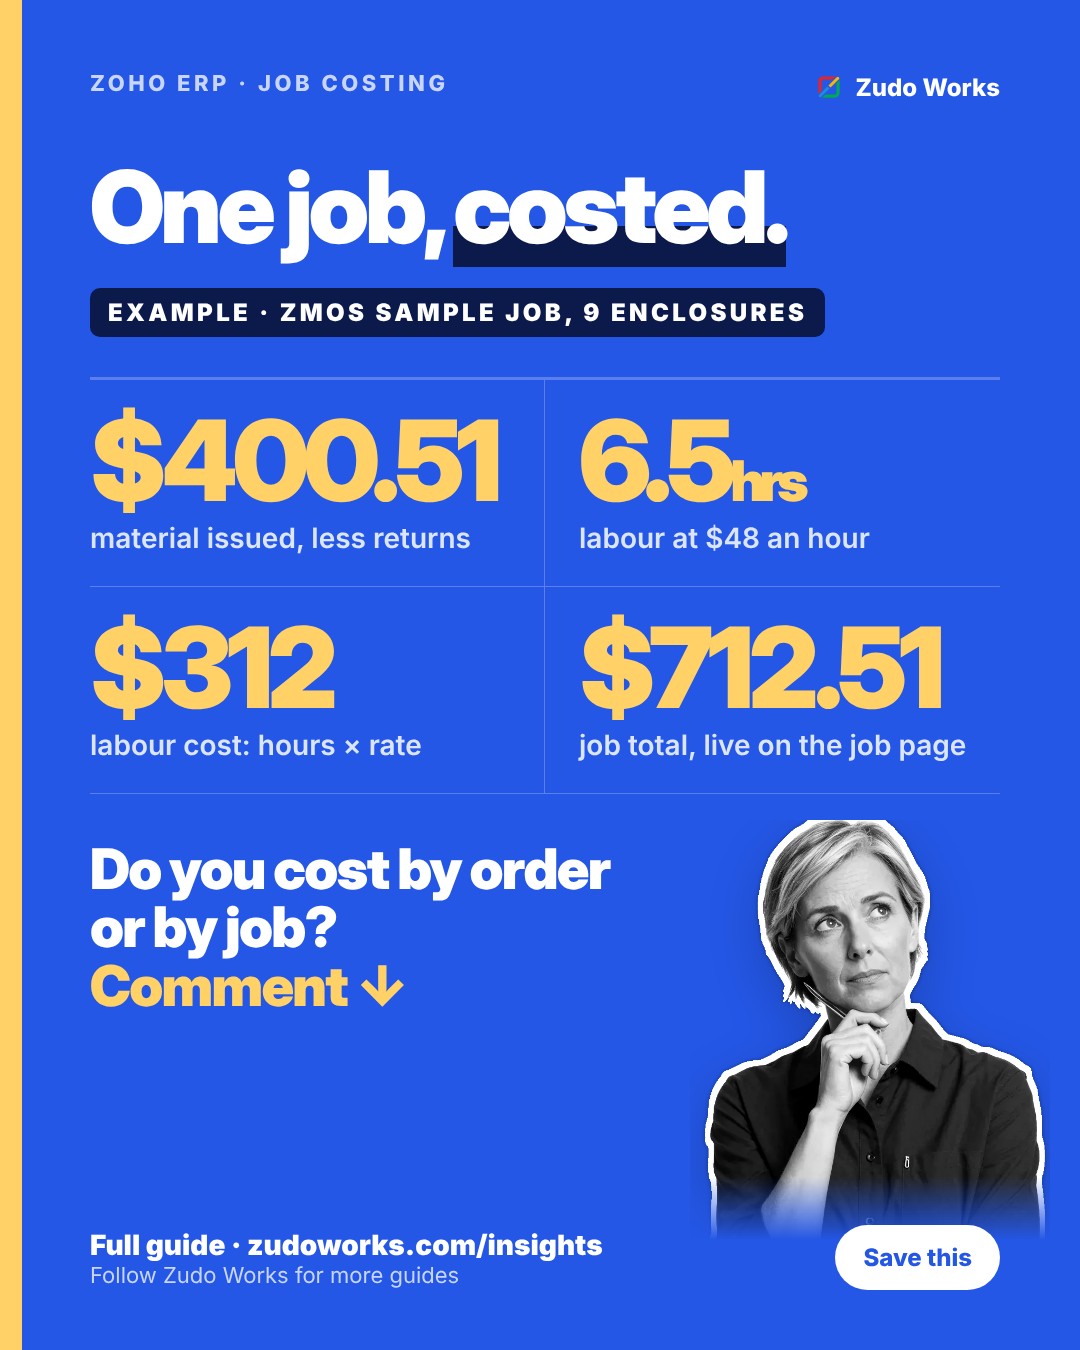 ZOHO ERP · JOB COSTING
Zudo Works
One job, costed.
EXAMPLE · ZMOS SAMPLE JOB, 9 ENCLOSURES
$400.51
material issued, less returns
6.5hrs
labour at $48 an hour
$312
labour cost: hours × rate
$712.51
job total, live on the job page
Do you cost by order
or by job?
Comment ↓
Full guide · zudoworks.com/insights
Follow Zudo Works for more guides
Save this